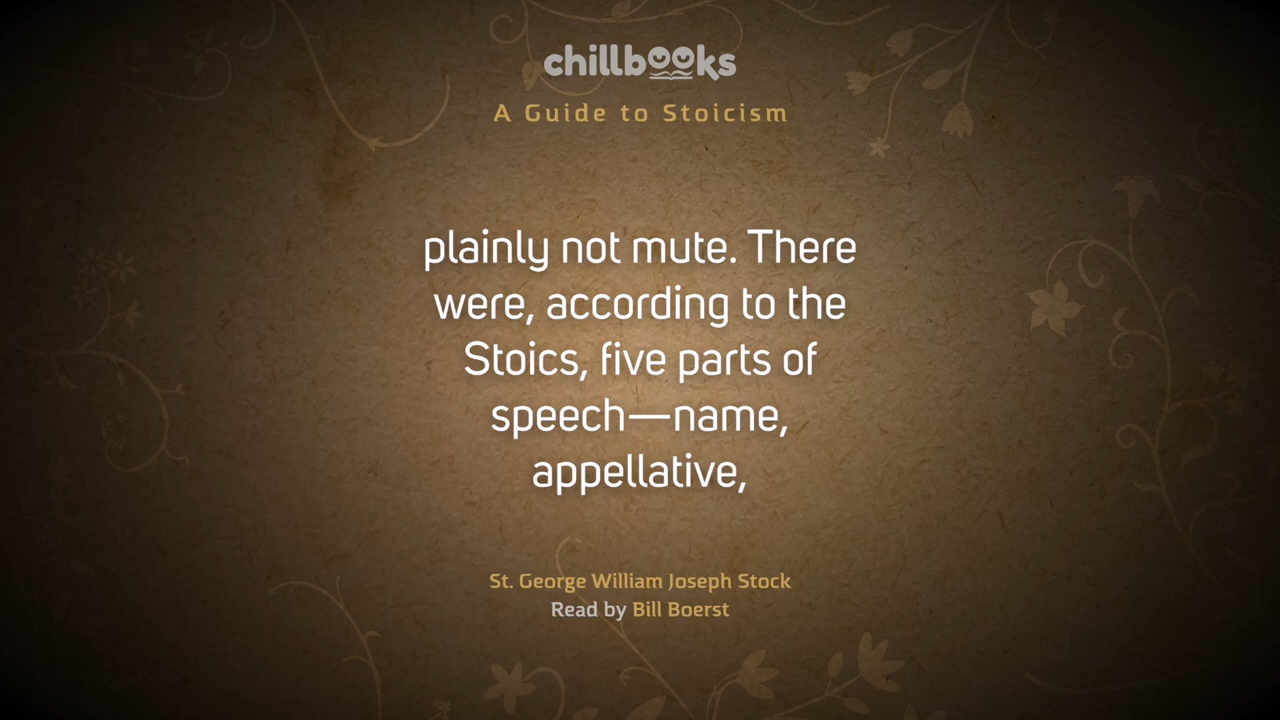 chillbooks
A Guide to Stoicism
plainly not mute. There
were, according to the
Stoics, five parts of
speech—name,
appellative,
St. George William Joseph Stock
Read by Bill Boerst